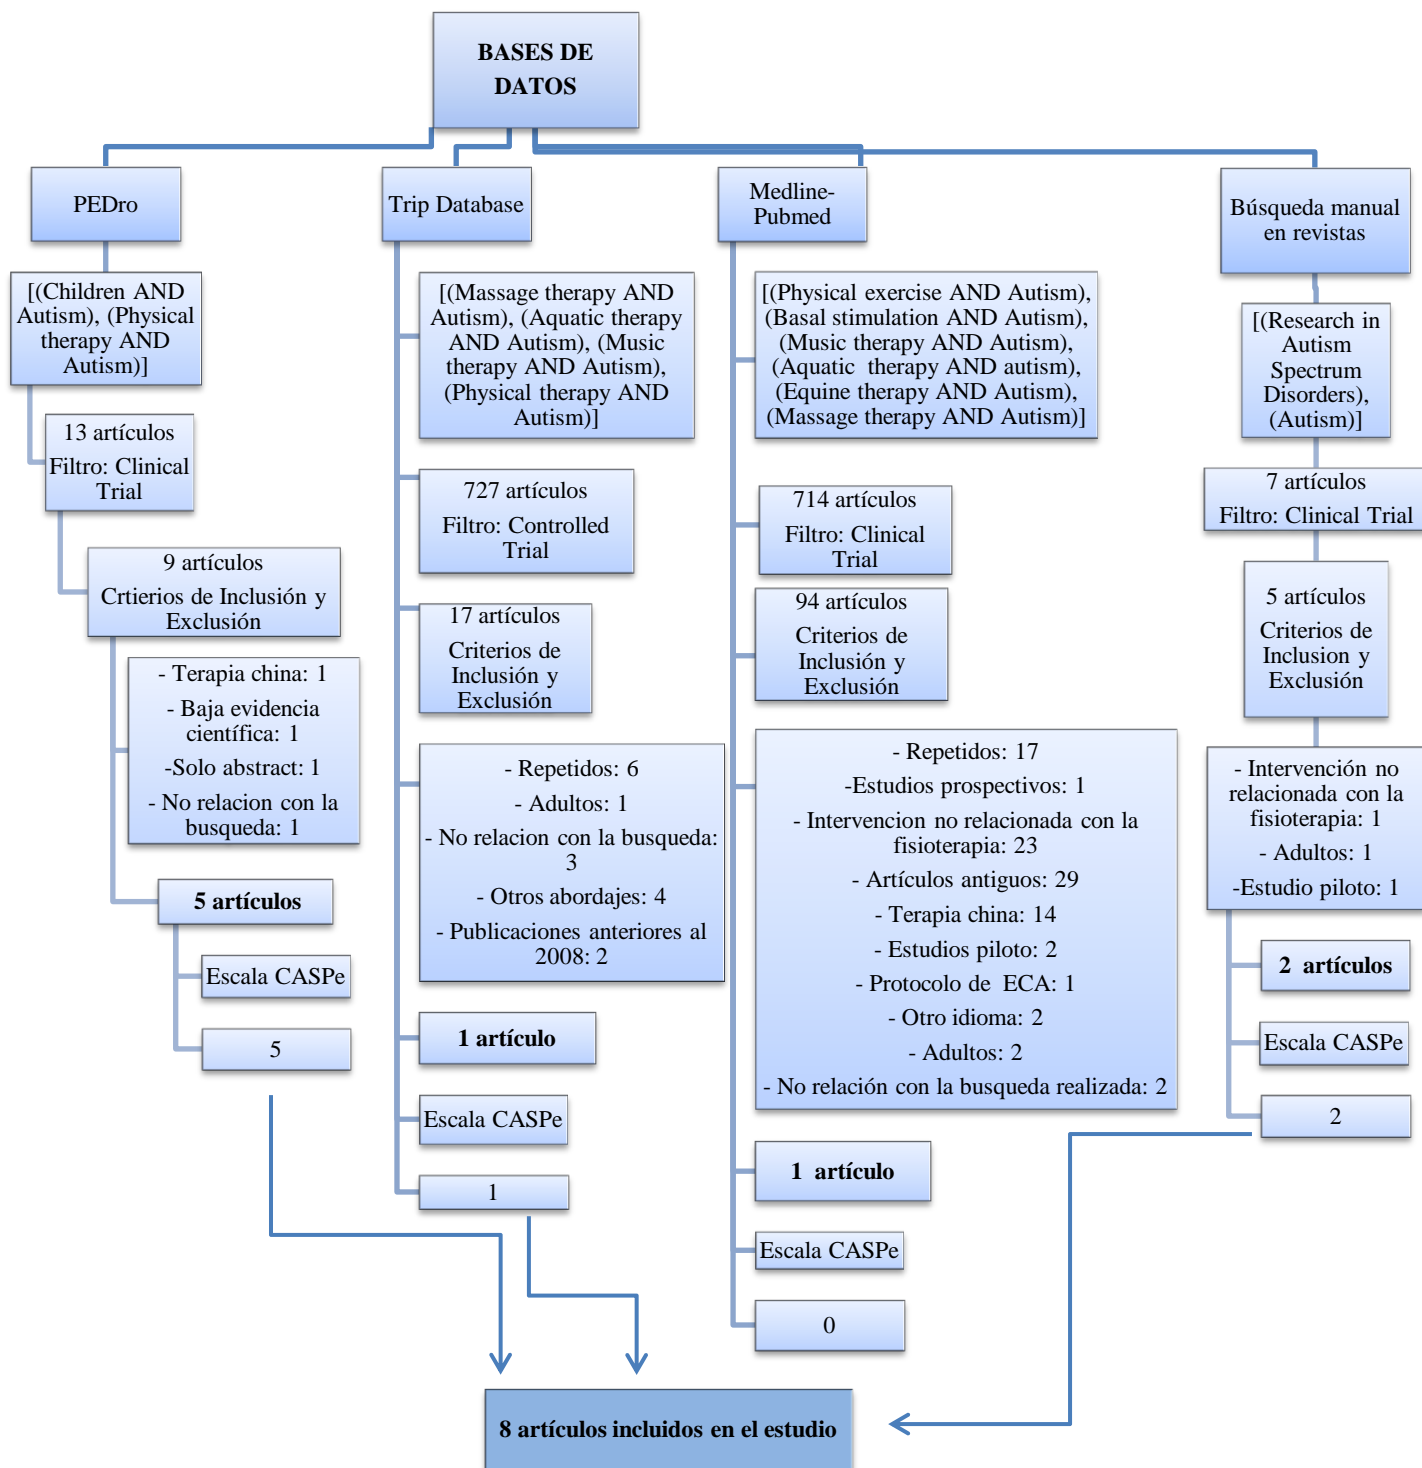 BASES DE
DATOS
PEDro
[(Children AND
Autism), (Physical
therapy AND
Autism)]
13 artículos
Filtro: Clinical
Trial
9 artículos
Crtierios de Inclusión y
Exclusión
- Terapia china: 1
- Baja evidencia
científica: 1
-Solo abstract: 1
- No relacion con la
busqueda: 1
5 artículos
Escala CASPe
5
Trip Database
[(Massage therapy AND
Autism), (Aquatic therapy
AND Autism), (Music
therapy AND Autism),
(Physical therapy AND
Autism)]
727 artículos
Filtro: Controlled
Trial
17 artículos
Criterios de
Inclusión y
Exclusión
- Repetidos: 6
- Adultos: 1
- No relacion con la busqueda:
3
- Otros abordajes: 4
- Publicaciones anteriores al
2008: 2
1 artículo
Escala CASPe
1
Medline-
Pubmed
[(Physical exercise AND Autism),
(Basal stimulation AND Autism),
(Music therapy AND Autism),
(Aquatic therapy AND autism),
(Equine therapy AND Autism),
(Massage therapy AND Autism)]
714 artículos
Filtro: Clinical
Trial
94 artículos
Criterios de
Inclusión y
Exclusión
- Repetidos: 17
-Estudios prospectivos: 1
- Intervencion no relacionada con la
fisioterapia: 23
- Artículos antiguos: 29
- Terapia china: 14
- Estudios piloto: 2
- Protocolo de ECA: 1
- Otro idioma: 2
- Adultos: 2
- No relación con la busqueda realizada: 2
1 artículo
Escala CASPe
0
Búsqueda manual
en revistas
[(Research in
Autism
Spectrum
Disorders),
(Autism)]
7 artículos
Filtro: Clinical Trial
5 artículos
Criterios de
Inclusion y
Exclusión
- Intervención no
relacionada con la
fisioterapia: 1
- Adultos: 1
-Estudio piloto: 1
2 artículos
Escala CASPe
2
8 artículos incluidos en el estudio